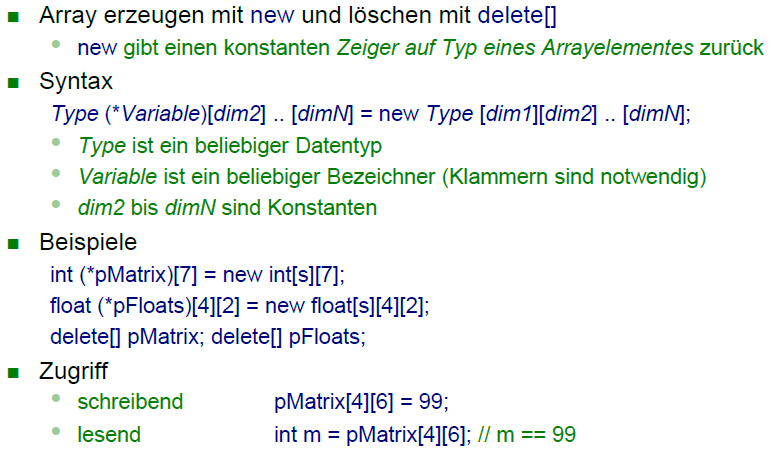 Array erzeugen mit new und löschen mit delete[]
new gibt einen konstanten Zeiger auf Typ eines Arrayelementes zurück
Syntax
Type (*Variable)[dim2] .. [dimN] = new Type [dim1][dim2] .. [dimN];
Type ist ein beliebiger Datentyp
Variable ist ein beliebiger Bezeichner (Klammern sind notwendig)
dim2 bis dimN sind Konstanten
Beispiele
int (*pMatrix)[7] = new int[s][7];
float (*pFloats)[4][2] = new float[s][4][2];
delete[] pMatrix; delete[] pFloats;
Zugriff
schreibend pMatrix[4][6] = 99;
lesend int m = pMatrix[4][6]; // m == 99